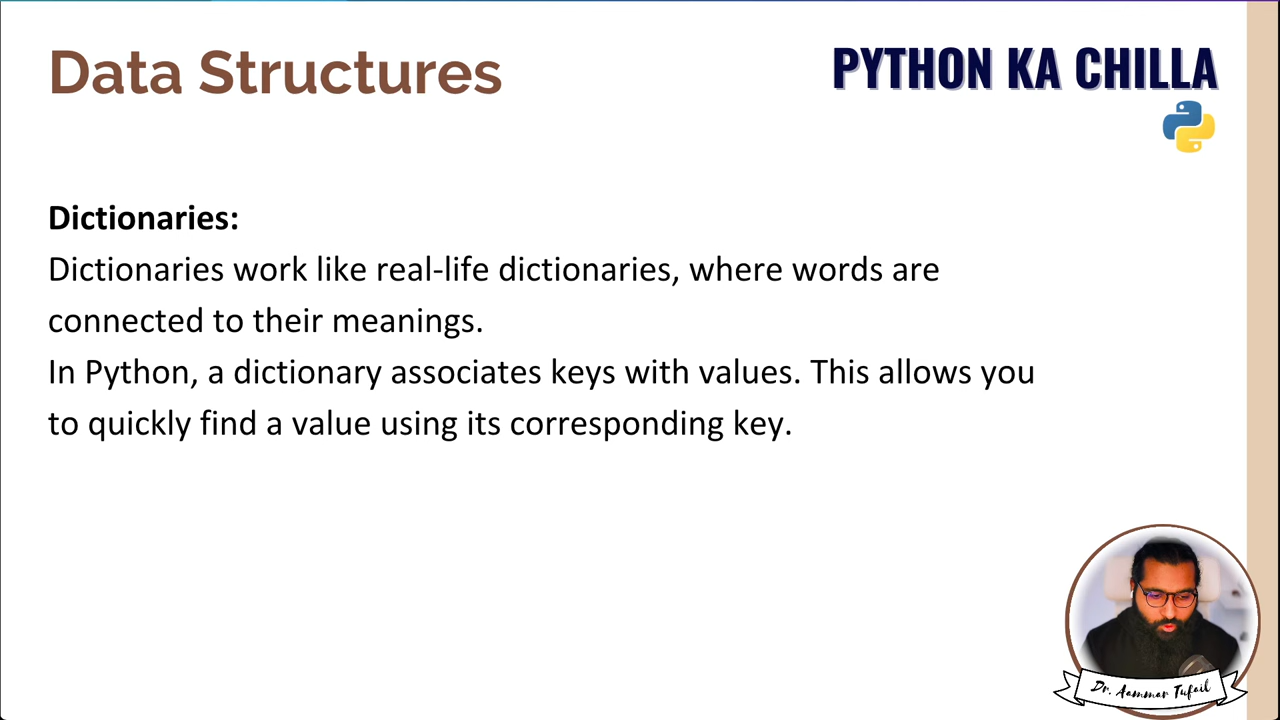 Data Structures
PYTHON KA CHILLA
Dictionaries:
Dictionaries work like real-life dictionaries, where words are
connected to their meanings.
In Python, a dictionary associates keys with values. This allows you
to quickly find a value using its corresponding key.
Dr. Aammar Tufail